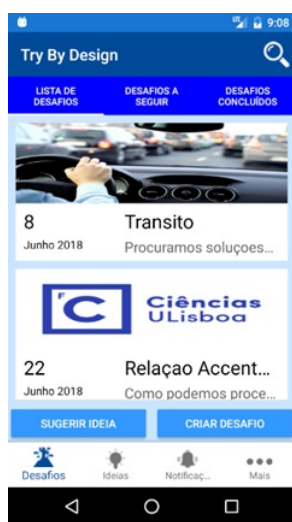 9:08
Try By Design
LISTA DE
DESAFIOS
DESAFIOS A
SEGUIR
DESAFIOS
CONCLUÍDOS
8
Transito
Junho 2018
Procuramos soluçoes...
C
Ciências
ULisboa
22
Relaçao Accent...
Junho 2018
Como podemos proce...
SUGERIR IDEIA
CRIAR DESAFIO
Desafios
Ideias
Notificaç...
Mais